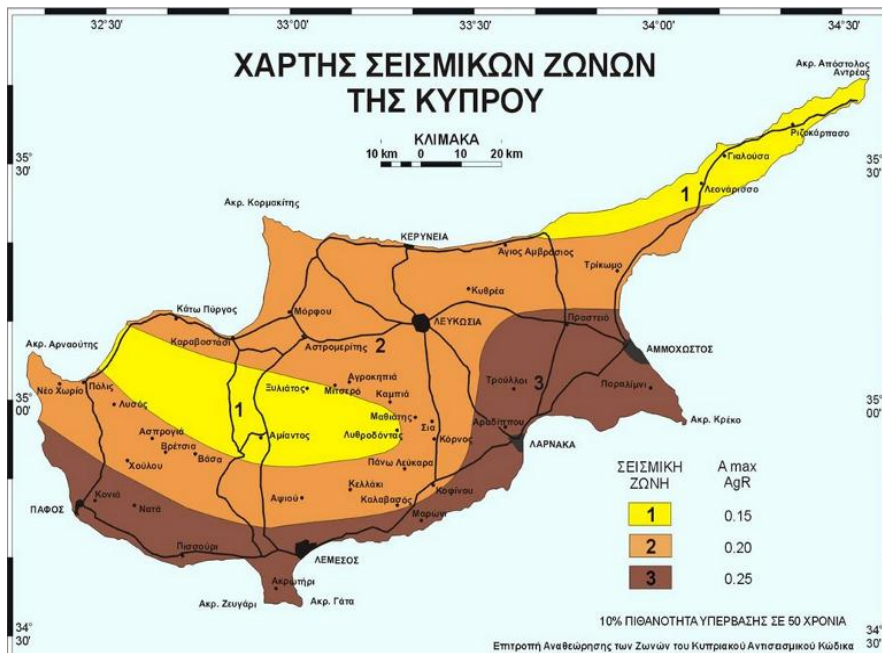 32°30'
33°00'
33°30'
34°00'
34°30'
ΧΑΡΤΗΣ ΣΕΙΣΜΙΚΩΝ ΖΩΝΩΝ
ΤΗΣ ΚΥΠΡΟΥ
ΚΛΙΜΑΚΑ
10 km 0 10 20 km
Ακρ. Απόστολος
Αντρέας
Ριζοκάρπασο
Γιαλούσα
35°
30'
35°
30'
Λεονάρισσο
1
Ακρ. Κορμακίτης
ΚΕΡΥΝΕΙΑ
Άγιος Αμβρόσιος
Τρίκωμο
Κυθρέα
Κάτω Πύργος
Μόρφου
ΛΕΥΚΩΣΙΑ
Πραστειό
Ακρ. Αρναούτης
Καραβοστάσι
Αστρομερίτης
2
ΑΜΜΟΧΩΣΤΟΣ
Νέο Χωρίο
Πόλις
Ξυλιάτος
Αγροκηπιά
Μιτσερό
Τρούλλοι
3
Παραλίμνι
35°
00'
35°
00'
Λυσός
1
Καμπιά
Μαθιάτης
Σια
Αραδίππου
Ακρ. Κρέκο
Ασπρογιά
Αμίαντος
Λυθροδόντας
Κόρνος
ΛΑΡΝΑΚΑ
Βρέτσια
Βάσα
Χούλου
Πάνω Λεύκαρα
Κελλάκι
Κοφίνου
Κονιά
Αψιού
Καλαβασός
ΠΑΦΟΣ
Νατά
Μαρωνι
Πισσούρι
ΛΕΜΕΣΟΣ
Ακρωτήρι
Ακρ. Ζευγάρι
Ακρ. Γάτα
ΣΕΙΣΜΙΚΗ
ΖΩΝΗ
A max
AgR
1 0.15
2 0.20
3 0.25
10% ΠΙΘΑΝΟΤΗΤΑ ΥΠΕΡΒΑΣΗΣ ΣΕ 50 ΧΡΟΝΙΑ
34°
30'
34°
30'
Επιτροπή Αναθεώρησης των Ζωνών του Κυπριακού Αντισεισμικού Κώδικα